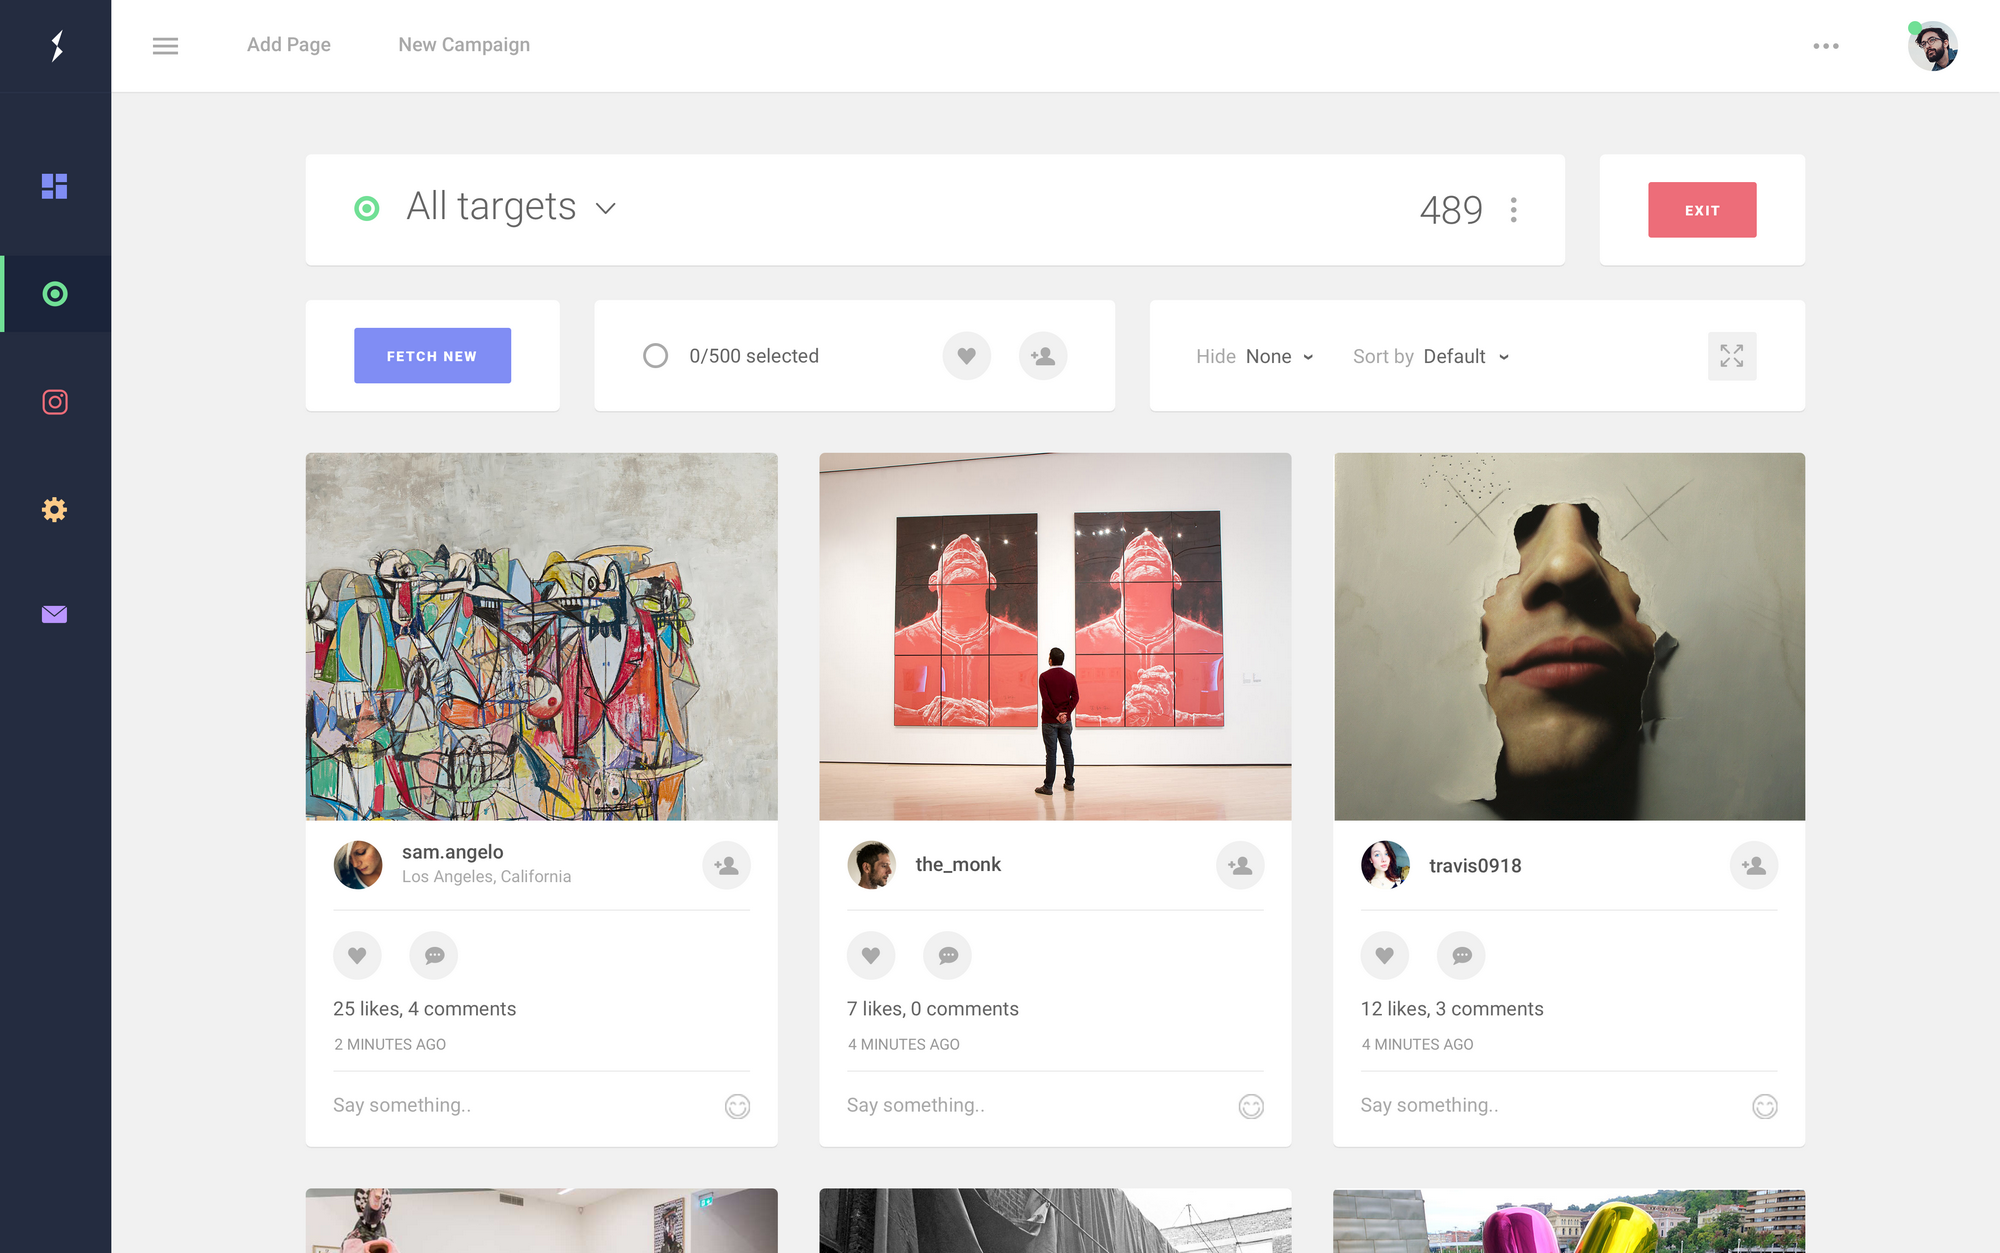 Add Page
New Campaign
All targets
489
EXIT
FETCH NEW
0/500 selected
Hide None
Sort by Default
sam.angelo
Los Angeles, California
25 likes, 4 comments
2 MINUTES AGO
Say something..
the_monk
7 likes, 0 comments
4 MINUTES AGO
Say something..
travis0918
12 likes, 3 comments
4 MINUTES AGO
Say something..